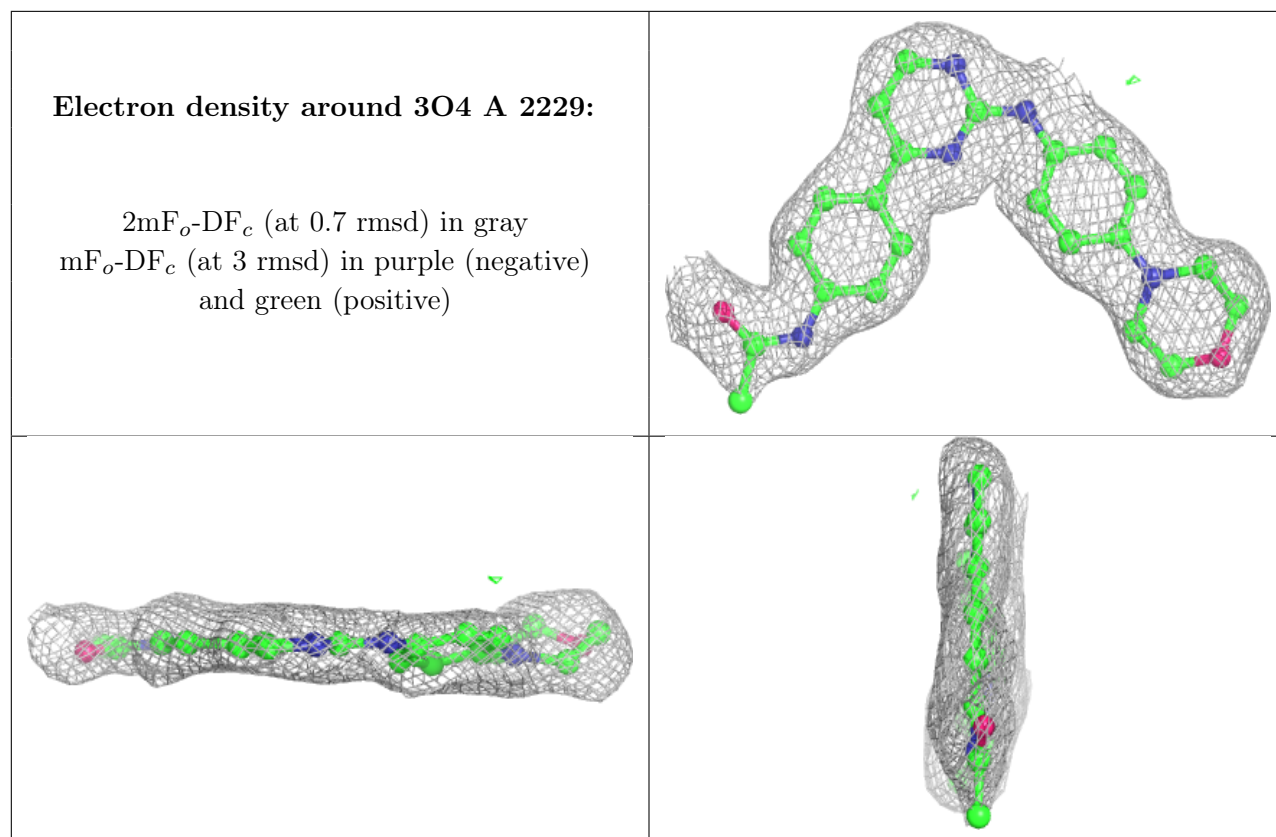 Electron density around 3O4 A 2229:
2mFo-DFc (at 0.7 rmsd) in gray
mFo-DFc (at 3 rmsd) in purple (negative)
and green (positive)